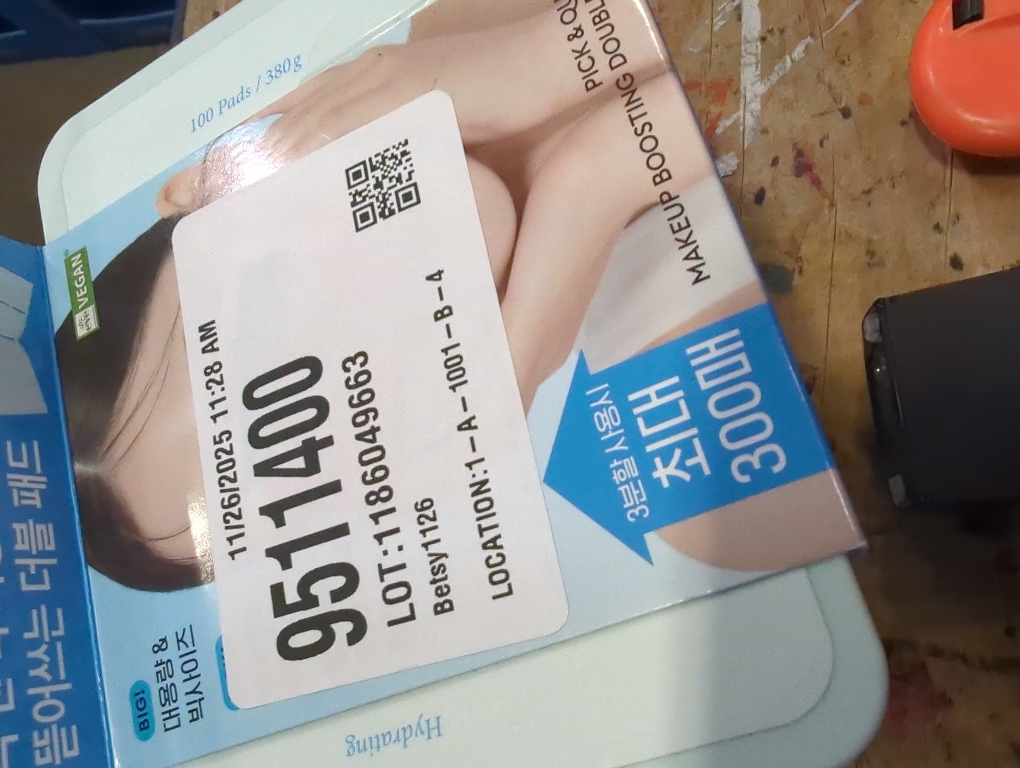 100 Pads / 380g
PICK & QU
MAKEUP BOOSTING DOUBLE
VEGAN
11/26/2025 11:28 AM
9511400
LOT:1186049663
Betsy1126
LOCATION:1-A-1001-B-4
3분할 사용시
최대
300매
BIG!
대용량 &
빅사이즈
뜯어쓰는 더블 패드
Hydrating